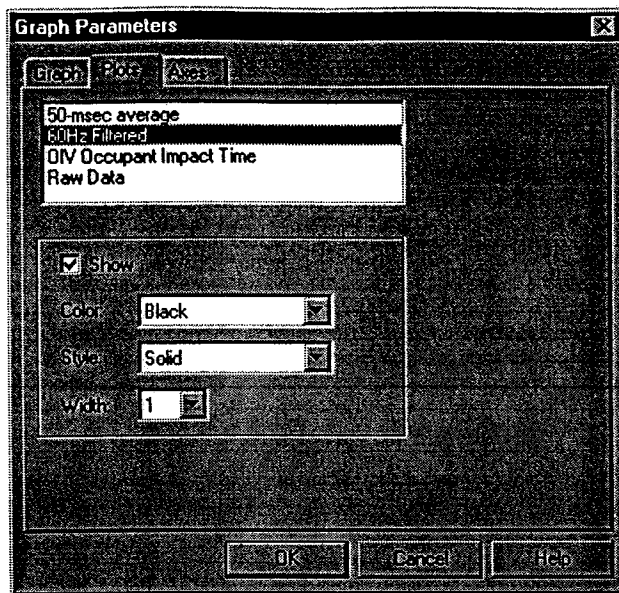 Graph Parameters
Graph Plots Axes
50-msec average
60Hz Filtered
OIV Occupant Impact Time
Raw Data
Show
Color: Black
Style: Solid
Width: 1
OK Cancel Help